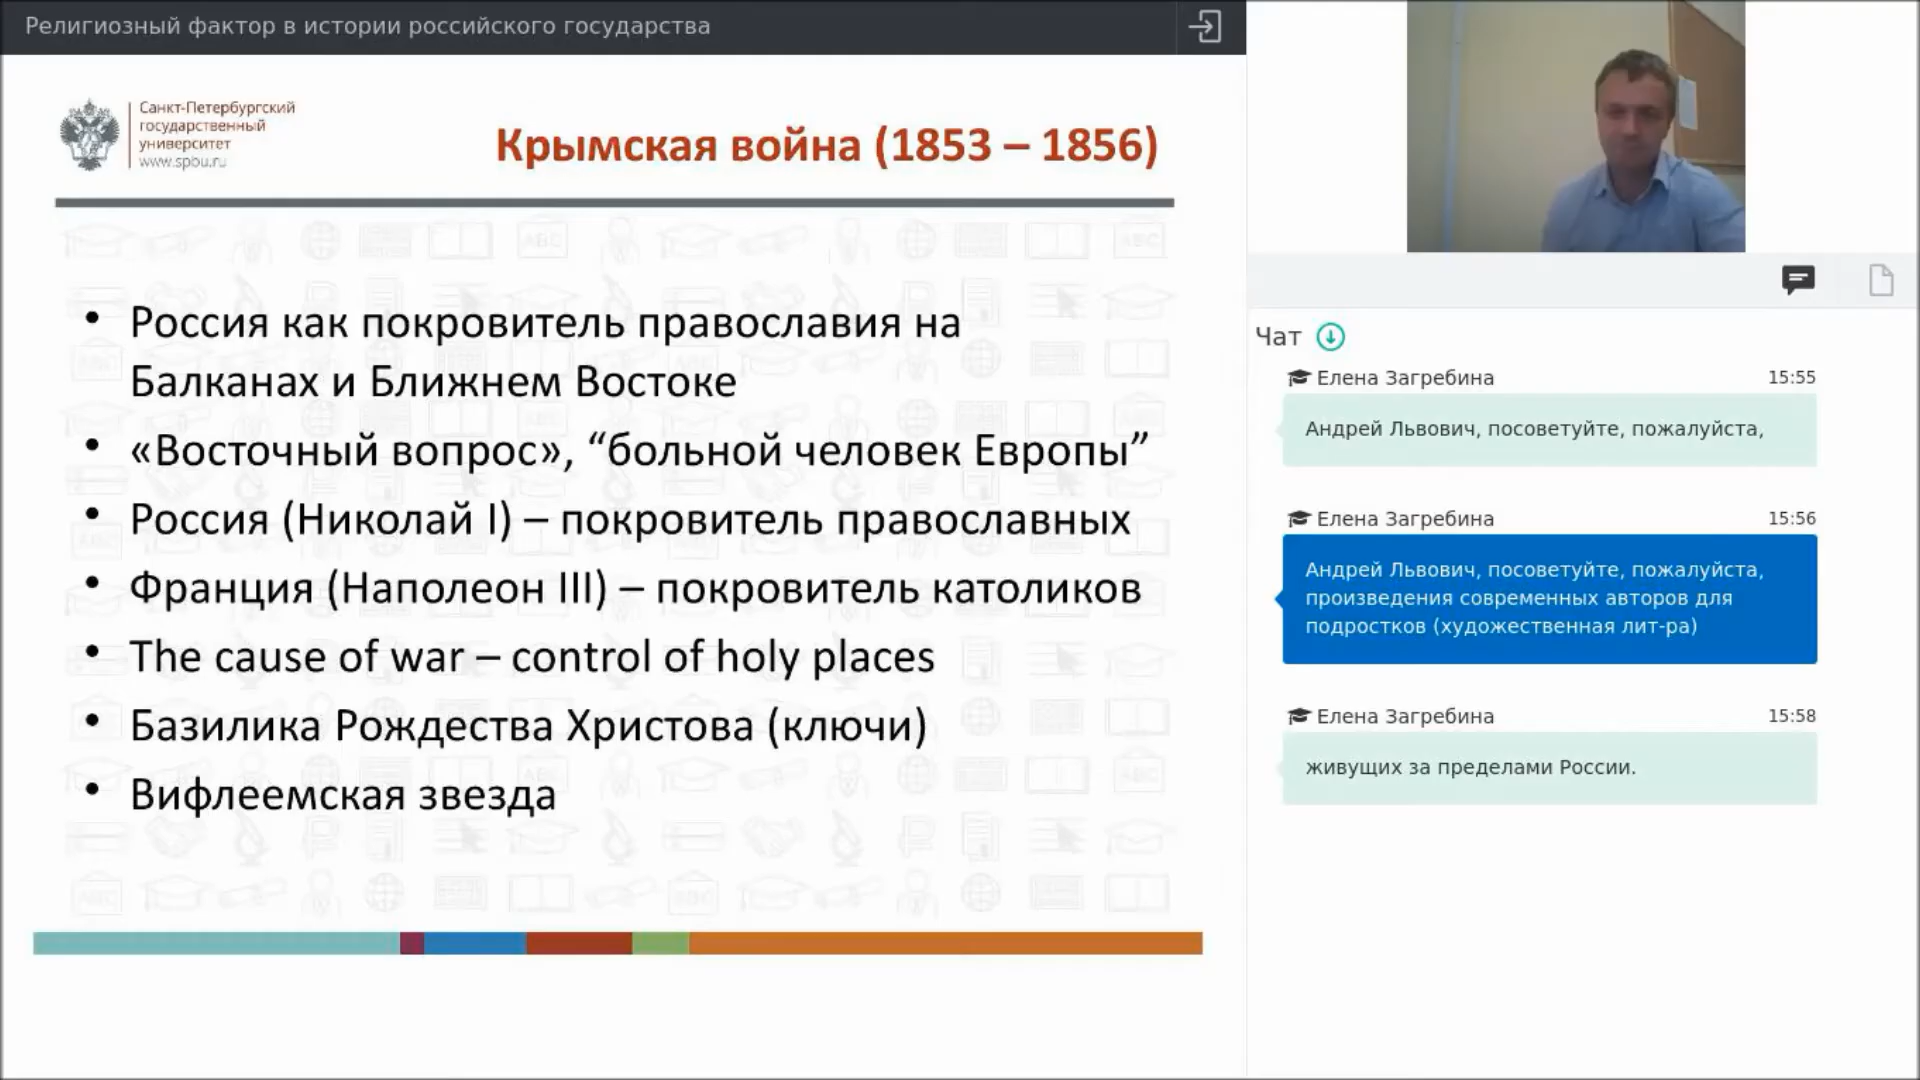 Религиозный фактор в истории российского государства
Санкт-Петербургский
государственный
университет
www.spbu.ru
Крымская война (1853 – 1856)
• Россия как покровитель православия на
Балканах и Ближнем Востоке
• «Восточный вопрос», “больной человек Европы”
• Россия (Николай I) – покровитель православных
• Франция (Наполеон III) – покровитель католиков
• The cause of war – control of holy places
• Базилика Рождества Христова (ключи)
• Вифлеемская звезда
Чат
Елена Загребина 15:55
Андрей Львович, посоветуйте, пожалуйста,
Елена Загребина 15:56
Андрей Львович, посоветуйте, пожалуйста,
произведения современных авторов для
подростков (художественная лит-ра)
Елена Загребина 15:58
живущих за пределами России.